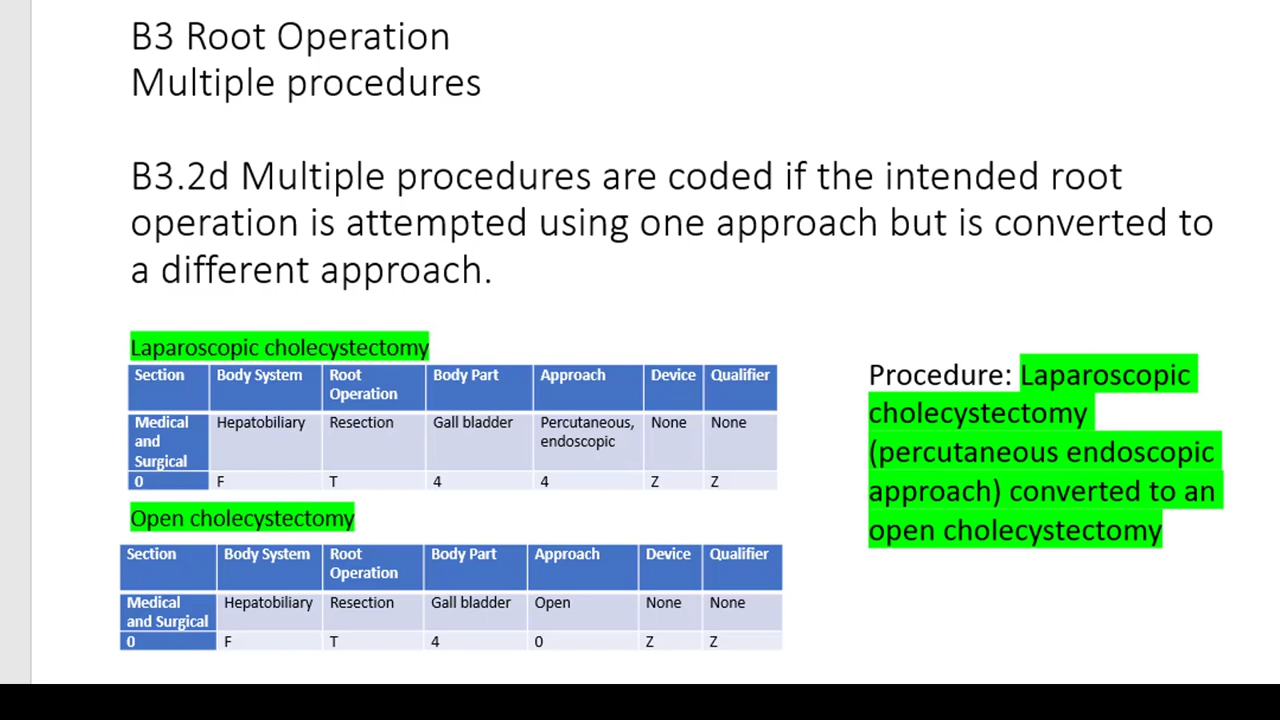 B3 Root Operation
Multiple procedures
B3.2d Multiple procedures are coded if the intended root
operation is attempted using one approach but is converted to
a different approach.
Laparoscopic cholecystectomy
Section Body System Root Operation Body Part Approach Device Qualifier
Medical and Surgical Hepatobiliary Resection Gall bladder Percutaneous, endoscopic None None
0 F T 4 4 Z Z
Open cholecystectomy
Section Body System Root Operation Body Part Approach Device Qualifier
Medical and Surgical Hepatobiliary Resection Gall bladder Open None None
0 F T 4 0 Z Z
Procedure: Laparoscopic
cholecystectomy
(percutaneous endoscopic
approach) converted to an
open cholecystectomy